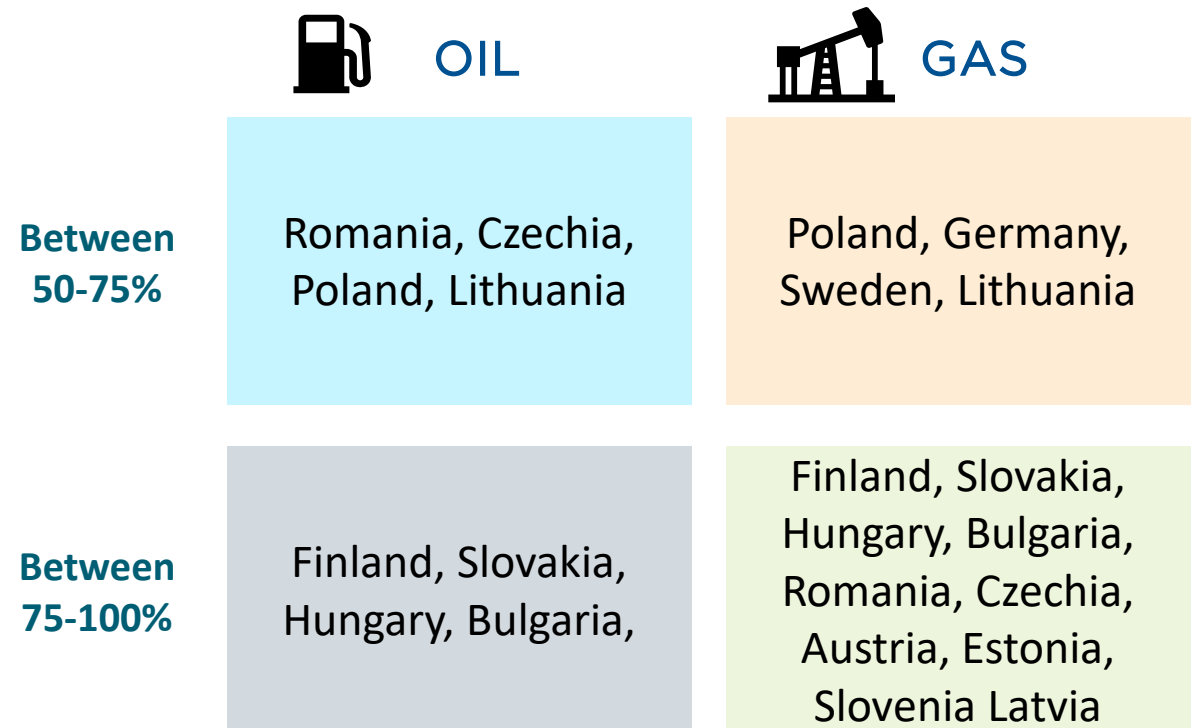 OIL
GAS
Between
50-75%
Romania, Czechia,
Poland, Lithuania
Poland, Germany,
Sweden, Lithuania
Between
75-100%
Finland, Slovakia,
Hungary, Bulgaria,
Finland, Slovakia,
Hungary, Bulgaria,
Romania, Czechia,
Austria, Estonia,
Slovenia Latvia